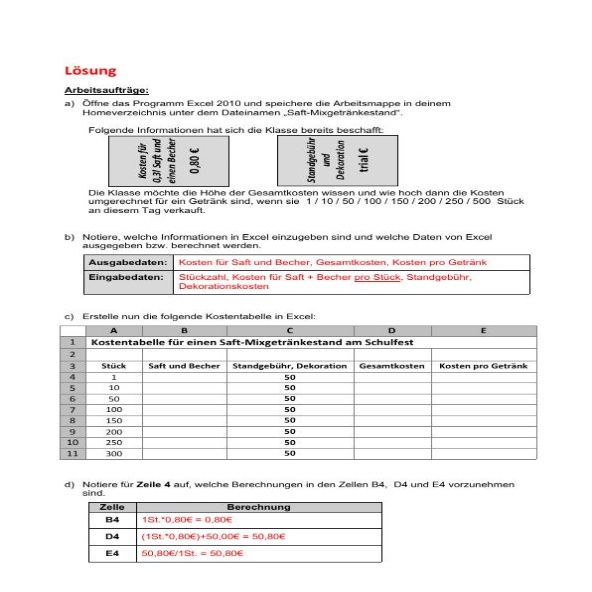 Lösung
Arbeitsaufträge:
a) Öffne das Programm Excel 2010 und speichere die Arbeitsmappe in deinem
Homeverzeichnis unter dem Dateinamen „Saft-Mixgetränkestand".
Folgende Informationen hat sich die Klasse bereits beschafft:
Kosten für
0,3l Saft und
einen Becher
0,80 €
Standgebühr
und
Dekoration
trial €
Die Klasse möchte die Höhe der Gesamtkosten wissen und wie hoch dann die Kosten
umgerechnet für ein Getränk sind, wenn sie 1 / 10 / 50 / 100 / 150 / 200 / 250 / 500 Stück
an diesem Tag verkauft.
b) Notiere, welche Informationen in Excel einzugeben sind und welche Daten von Excel
ausgegeben bzw. berechnet werden.
Ausgabedaten: Kosten für Saft und Becher, Gesamtkosten, Kosten pro Getränk
Eingabedaten: Stückzahl, Kosten für Saft + Becher pro Stück, Standgebühr,
Dekorationskosten
c) Erstelle nun die folgende Kostentabelle in Excel:
A B C D E
1 Kostentabelle für einen Saft-Mixgetränkestand am Schulfest
2
3 Stück Saft und Becher Standgebühr, Dekoration Gesamtkosten Kosten pro Getränk
4 1 50
5 10 50
6 50 50
7 100 50
8 150 50
9 200 50
10 250 50
11 300 50
d) Notiere für Zeile 4 auf, welche Berechnungen in den Zellen B4, D4 und E4 vorzunehmen
sind.
Zelle Berechnung
B4 1St.*0,80€ = 0,80€
D4 (1St.*0,80€)+50,00€ = 50,80€
E4 50,80€/1St. = 50,80€